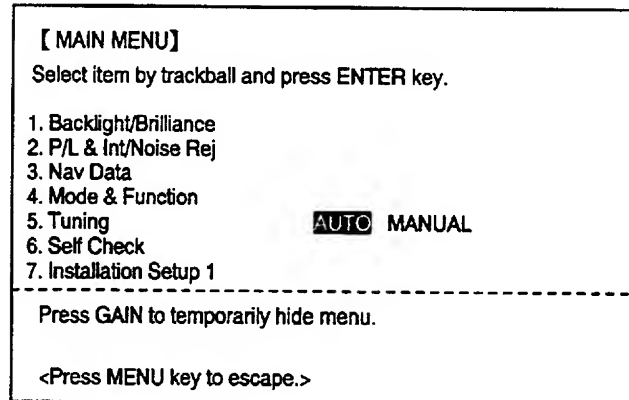 【 MAIN MENU】
Select item by trackball and press ENTER key.
1. Backlight/Brilliance
2. P/L & Int/Noise Rej
3. Nav Data
4. Mode & Function
5. Tuning AUTO MANUAL
6. Self Check
7. Installation Setup 1
Press GAIN to temporarily hide menu.
<Press MENU key to escape.>